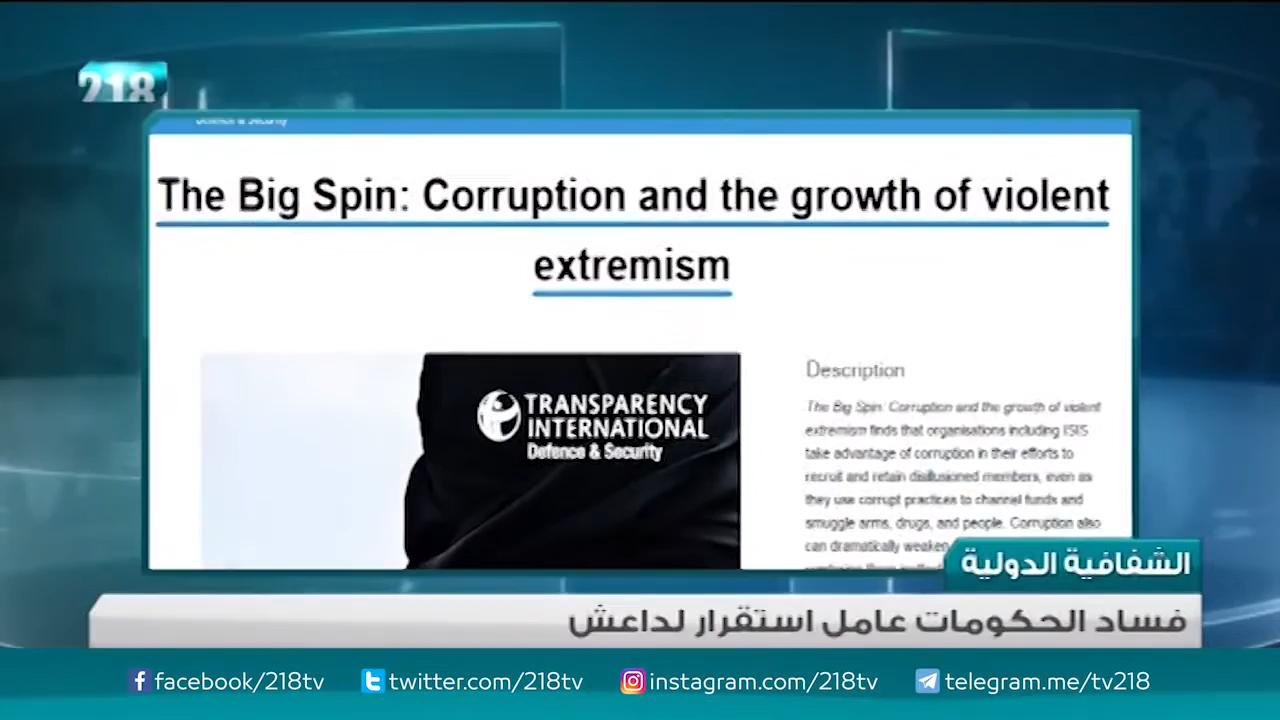 218
Defence & Security
The Big Spin: Corruption and the growth of violent
extremism
TRANSPARENCY
INTERNATIONAL
Defence & Security
Description
The Big Spin: Corruption and the growth of violent
extremism finds that organisations including ISIS
take advantage of corruption in their efforts to
recruit and retain disillusioned members, even as
they use corrupt practices to channel funds and
smuggle arms, drugs, and people. Corruption also
can dramatically weaken
الشفافية الدولية
فساد الحكومات عامل استقرار لداعش
facebook/218tv
twitter.com/218tv
instagram.com/218tv
telegram.me/tv218